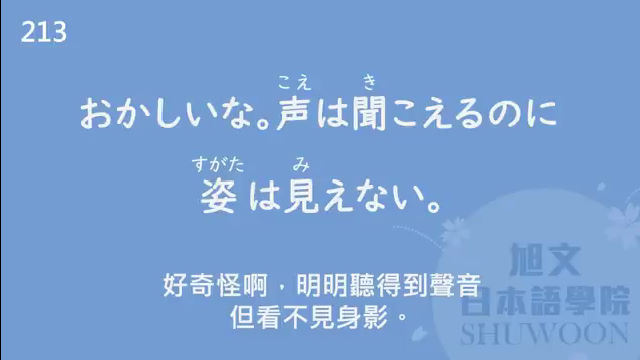 213
こえ き
おかしいな。声は聞こえるのに
すがた み
姿は見えない。
好奇怪啊，明明聽得到聲音
但看不見身影。
旭文
日本語學院
SHUWOON